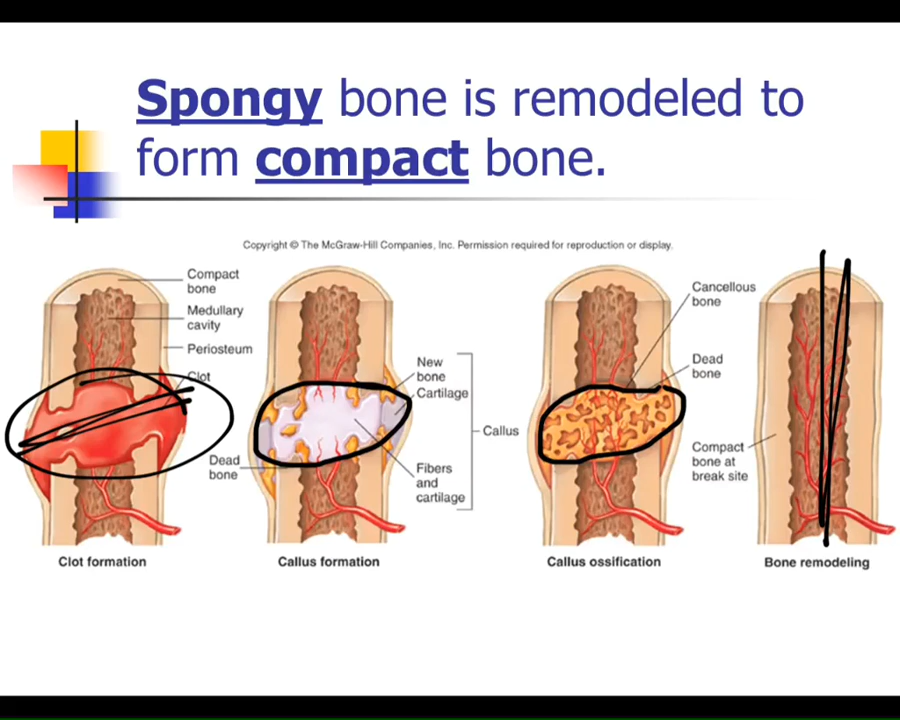 Spongy bone is remodeled to
form compact bone.
Copyright © The McGraw-Hill Companies, Inc. Permission required for reproduction or display.
Compact
bone
Medullary
cavity
Periosteum
Clot
Dead
bone
Clot formation
New
bone
Cartilage
Callus
Fibers
and
cartilage
Callus formation
Cancellous
bone
Dead
bone
Compact
bone at
break site
Callus ossification
Bone remodeling